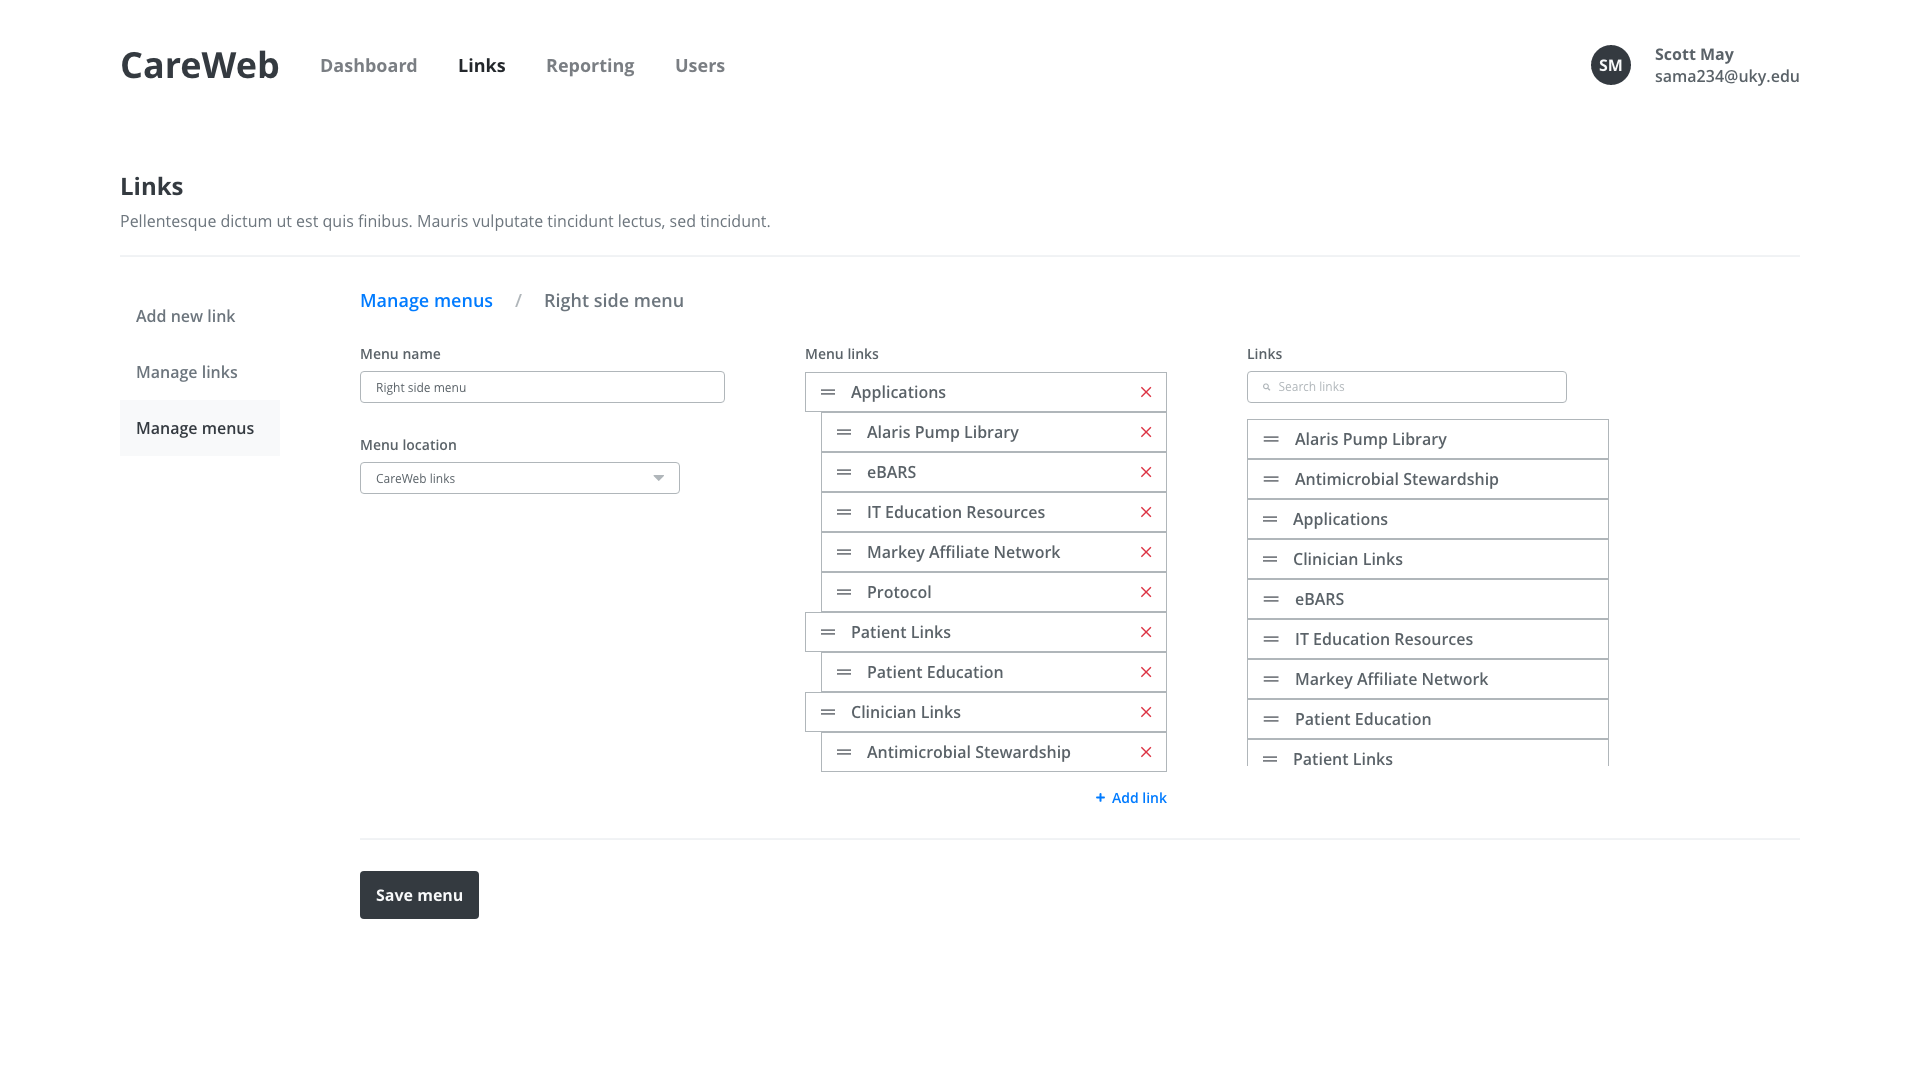 CareWeb
Dashboard
Links
Reporting
Users
SM
Scott May
sama234@uky.edu
Links
Pellentesque dictum ut est quis finibus. Mauris vulputate tincidunt lectus, sed tincidunt.
Add new link
Manage links
Manage menus
Manage menus / Right side menu
Menu name
Right side menu
Menu location
CareWeb links
Menu links
Applications
Alaris Pump Library
eBARS
IT Education Resources
Markey Affiliate Network
Protocol
Patient Links
Patient Education
Clinician Links
Antimicrobial Stewardship
+ Add link
Links
Search links
Alaris Pump Library
Antimicrobial Stewardship
Applications
Clinician Links
eBARS
IT Education Resources
Markey Affiliate Network
Patient Education
Patient Links
Save menu